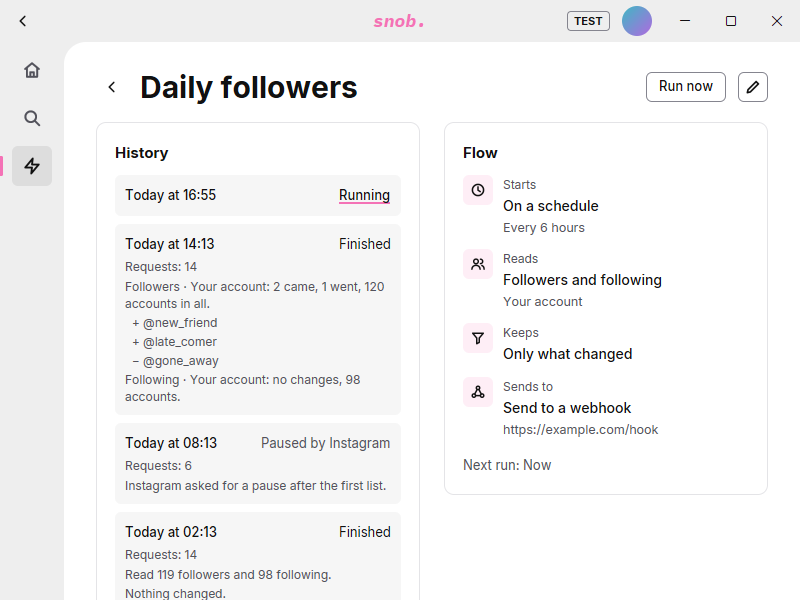 snob.
TEST
Daily followers
Run now
History
Today at 16:55
Running
Today at 14:13
Finished
Requests: 14
Followers · Your account: 2 came, 1 went, 120
accounts in all.
+ @new_friend
+ @late_comer
− @gone_away
Following · Your account: no changes, 98
accounts.
Today at 08:13
Paused by Instagram
Requests: 6
Instagram asked for a pause after the first list.
Today at 02:13
Finished
Requests: 14
Read 119 followers and 98 following.
Nothing changed.
Flow
Starts
On a schedule
Every 6 hours
Reads
Followers and following
Your account
Keeps
Only what changed
Sends to
Send to a webhook
https://example.com/hook
Next run: Now